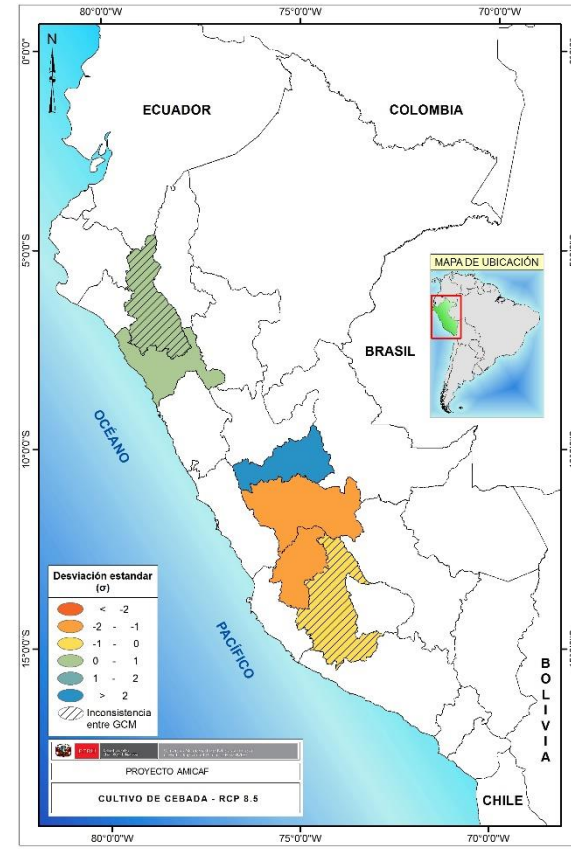 80°0'0"W 75°0'0"W 70°0'0"W
N
0°0'0"
ECUADOR
COLOMBIA
5°0'0"S
MAPA DE UBICACIÓN
BRASIL
OCÉANO
10°0'0"S
Desviación estandar
(σ)
< -2
-2 - -1
-1 - 0
0 - 1
1 - 2
> 2
Inconsistencia
entre GCM
PACÍFICO
15°0'0"S
BOLIVIA
PERÚ
PROYECTO AMICAF
CULTIVO DE CEBADA - RCP 8.5
CHILE
80°0'0"W 75°0'0"W 70°0'0"W